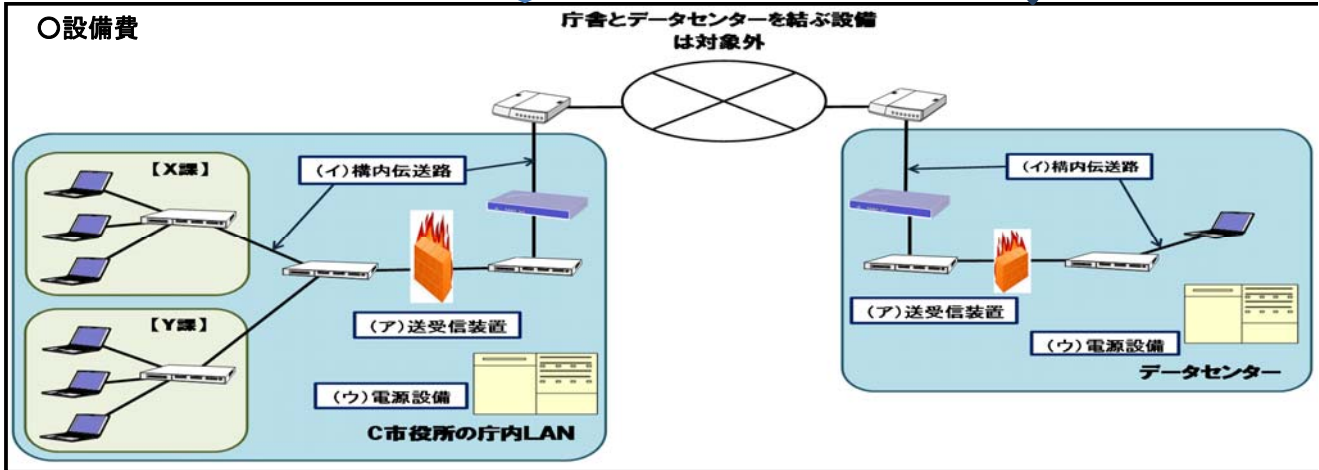 〇設備費
庁舎とデータセンターを結ぶ設備
は対象外
【X課】
(イ)構内伝送路
(ア)送受信装置
【Y課】
(ウ)電源設備
C市役所の庁内LAN
(イ)構内伝送路
(ア)送受信装置
(ウ)電源設備
データセンター